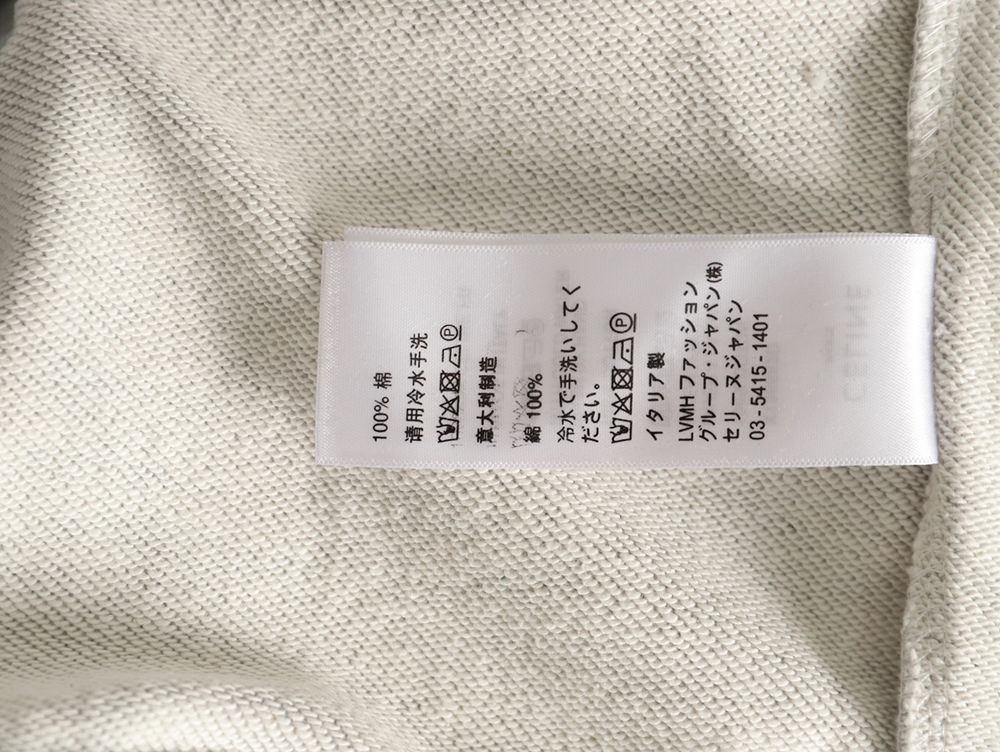 100% 棉
请用冷水手洗
意大利制造
綿 100%
冷水で手洗いしてく
ださい。
イタリア製
LVMH ファッション
グループ・ジャパン(株)
セリーヌジャパン
03 - 5415 - 1401
CELINE